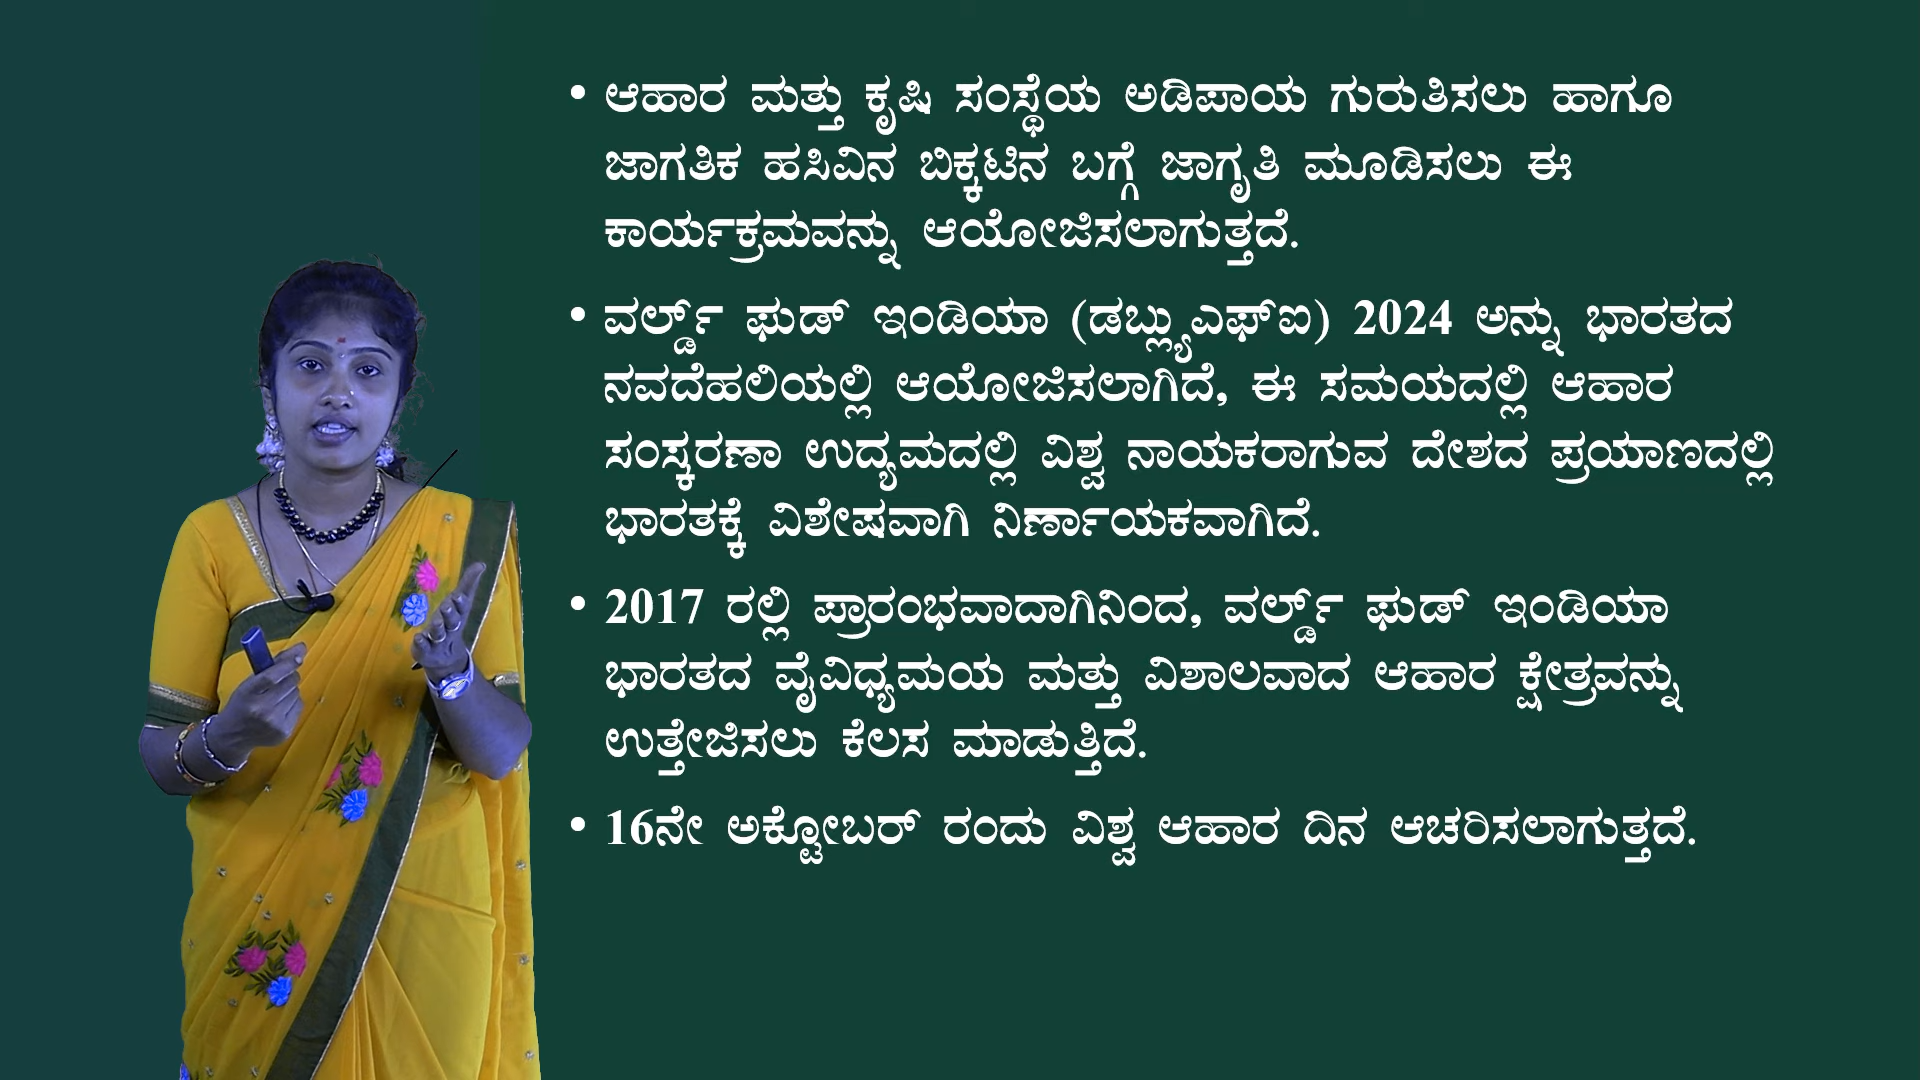 • ಆಹಾರ ಮತ್ತು ಕೃಷಿ ಸಂಸ್ಥೆಯ ಅಡಿಪಾಯ ಗುರುತಿಸಲು ಹಾಗೂ
ಜಾಗತಿಕ ಹಸಿವಿನ ಬಿಕ್ಕಟಿನ ಬಗ್ಗೆ ಜಾಗೃತಿ ಮೂಡಿಸಲು ಈ
ಕಾರ್ಯಕ್ರಮವನ್ನು ಆಯೋಜಿಸಲಾಗುತ್ತದೆ.
• ವರ್ಲ್ಡ್ ಫುಡ್ ಇಂಡಿಯಾ (ಡಬ್ಲ್ಯುಎಫ್ಐ) 2024 ಅನ್ನು ಭಾರತದ
ನವದೆಹಲಿಯಲ್ಲಿ ಆಯೋಜಿಸಲಾಗಿದೆ, ಈ ಸಮಯದಲ್ಲಿ ಆಹಾರ
ಸಂಸ್ಕರಣಾ ಉದ್ಯಮದಲ್ಲಿ ವಿಶ್ವ ನಾಯಕರಾಗುವ ದೇಶದ ಪ್ರಯಾಣದಲ್ಲಿ
ಭಾರತಕ್ಕೆ ವಿಶೇಷವಾಗಿ ನಿರ್ಣಾಯಕವಾಗಿದೆ.
• 2017 ರಲ್ಲಿ ಪ್ರಾರಂಭವಾದಾಗಿನಿಂದ, ವರ್ಲ್ಡ್ ಫುಡ್ ಇಂಡಿಯಾ
ಭಾರತದ ವೈವಿಧ್ಯಮಯ ಮತ್ತು ವಿಶಾಲವಾದ ಆಹಾರ ಕ್ಷೇತ್ರವನ್ನು
ಉತ್ತೇಜಿಸಲು ಕೆಲಸ ಮಾಡುತ್ತಿದೆ.
• 16ನೇ ಅಕ್ಟೋಬರ್ ರಂದು ವಿಶ್ವ ಆಹಾರ ದಿನ ಆಚರಿಸಲಾಗುತ್ತದೆ.